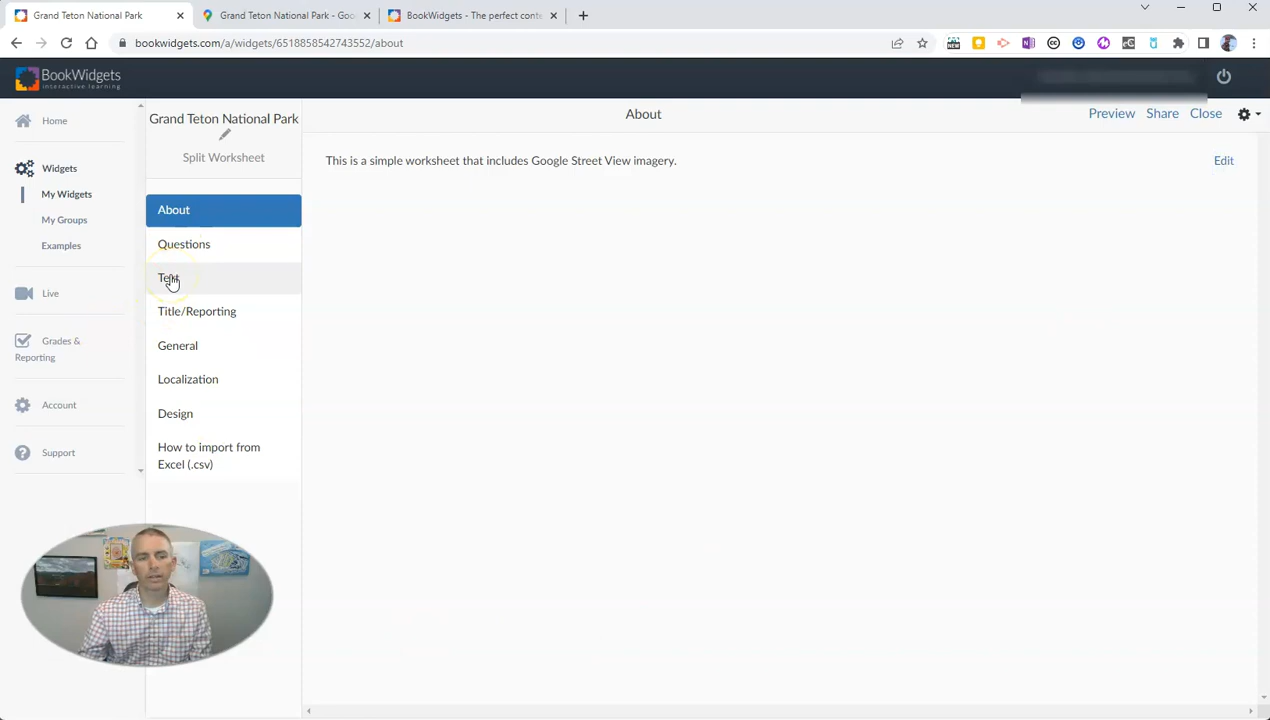 Grand Teton National Park
Grand Teton National Park - Goo
BookWidgets - The perfect conte
bookwidgets.com/a/widgets/6518858542743552/about
BookWidgets
interactive learning
Home
Widgets
My Widgets
My Groups
Examples
Live
Grades &
Reporting
Account
Support
Grand Teton National Park
Split Worksheet
About
Questions
Text
Title/Reporting
General
Localization
Design
How to import from
Excel (.csv)
About
Preview Share Close
This is a simple worksheet that includes Google Street View imagery.
Edit